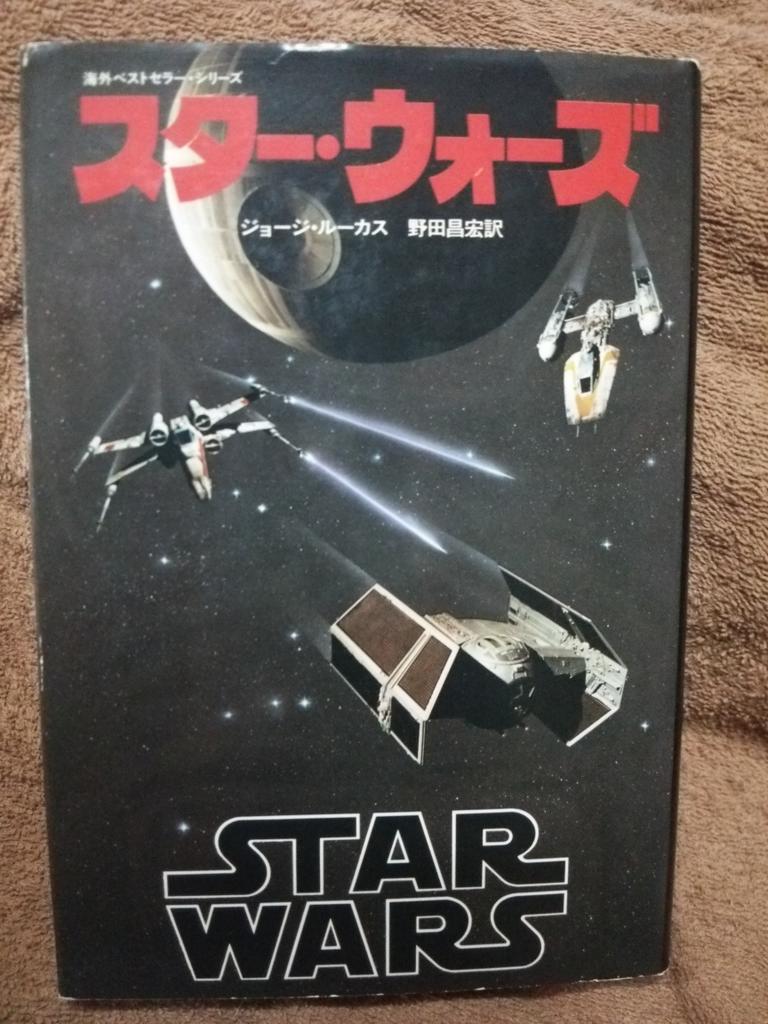 海外ベストセラー・シリーズ
スター・ウォーズ
ジョージ・ルーカス 野田昌宏訳
STAR
WARS